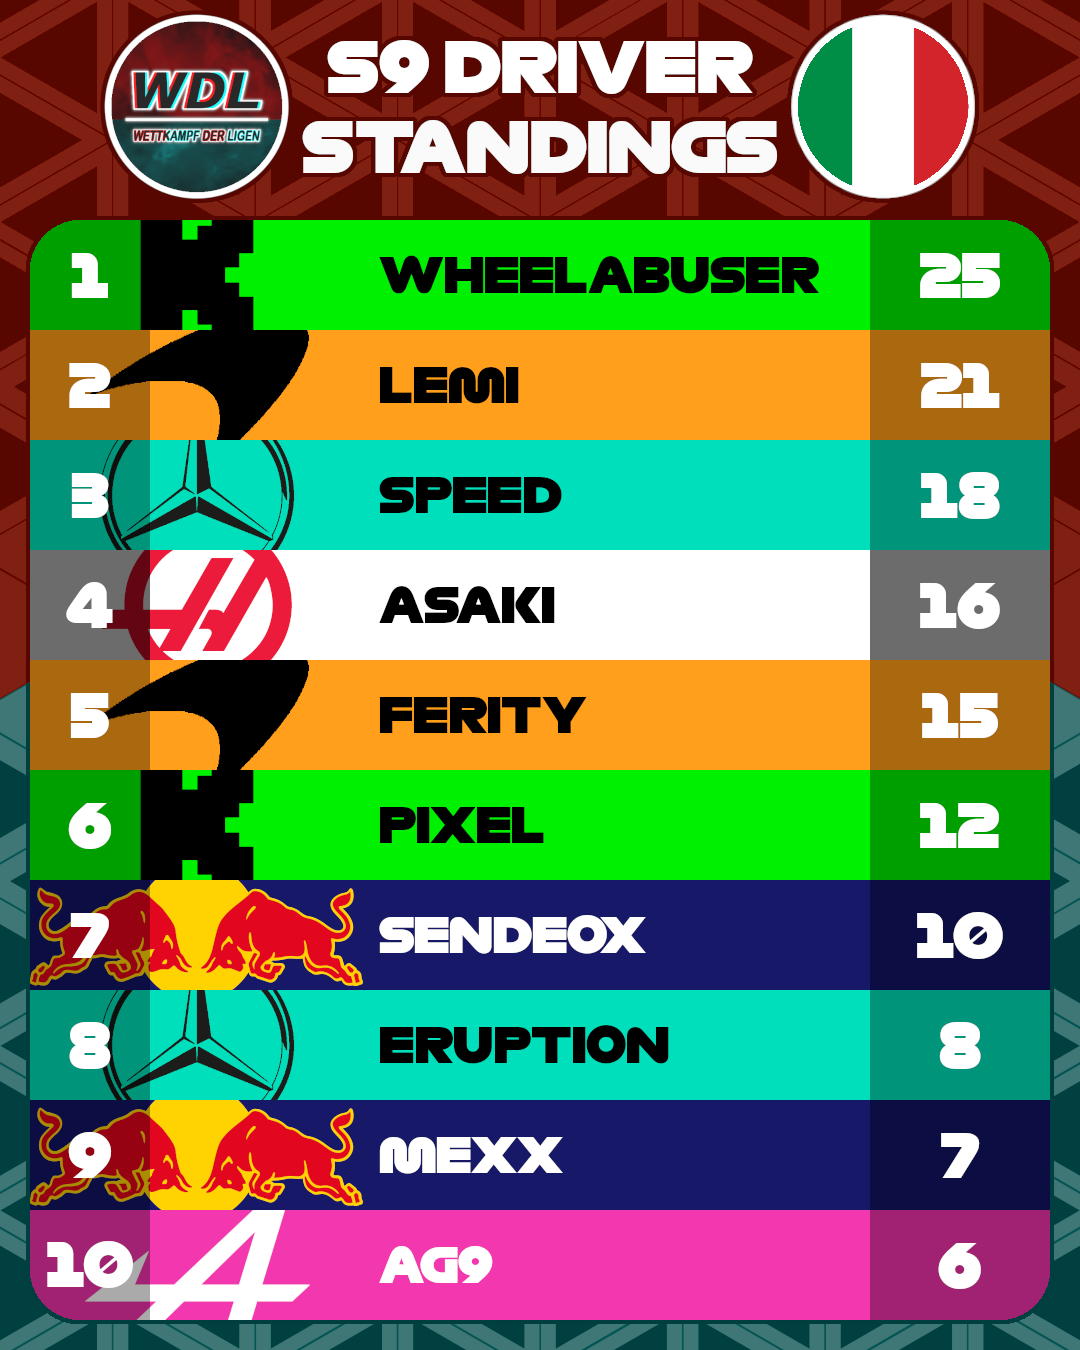 WDL
WETTKAMPF DER LIGEN
S9 DRIVER
STANDINGS
1 WHEELABUSER 25
2 LEMI 21
3 SPEED 18
4 ASAKI 16
5 FERITY 15
6 PIXEL 12
7 SENDEOX 10
8 ERUPTION 8
9 MEXX 7
10 AG9 6